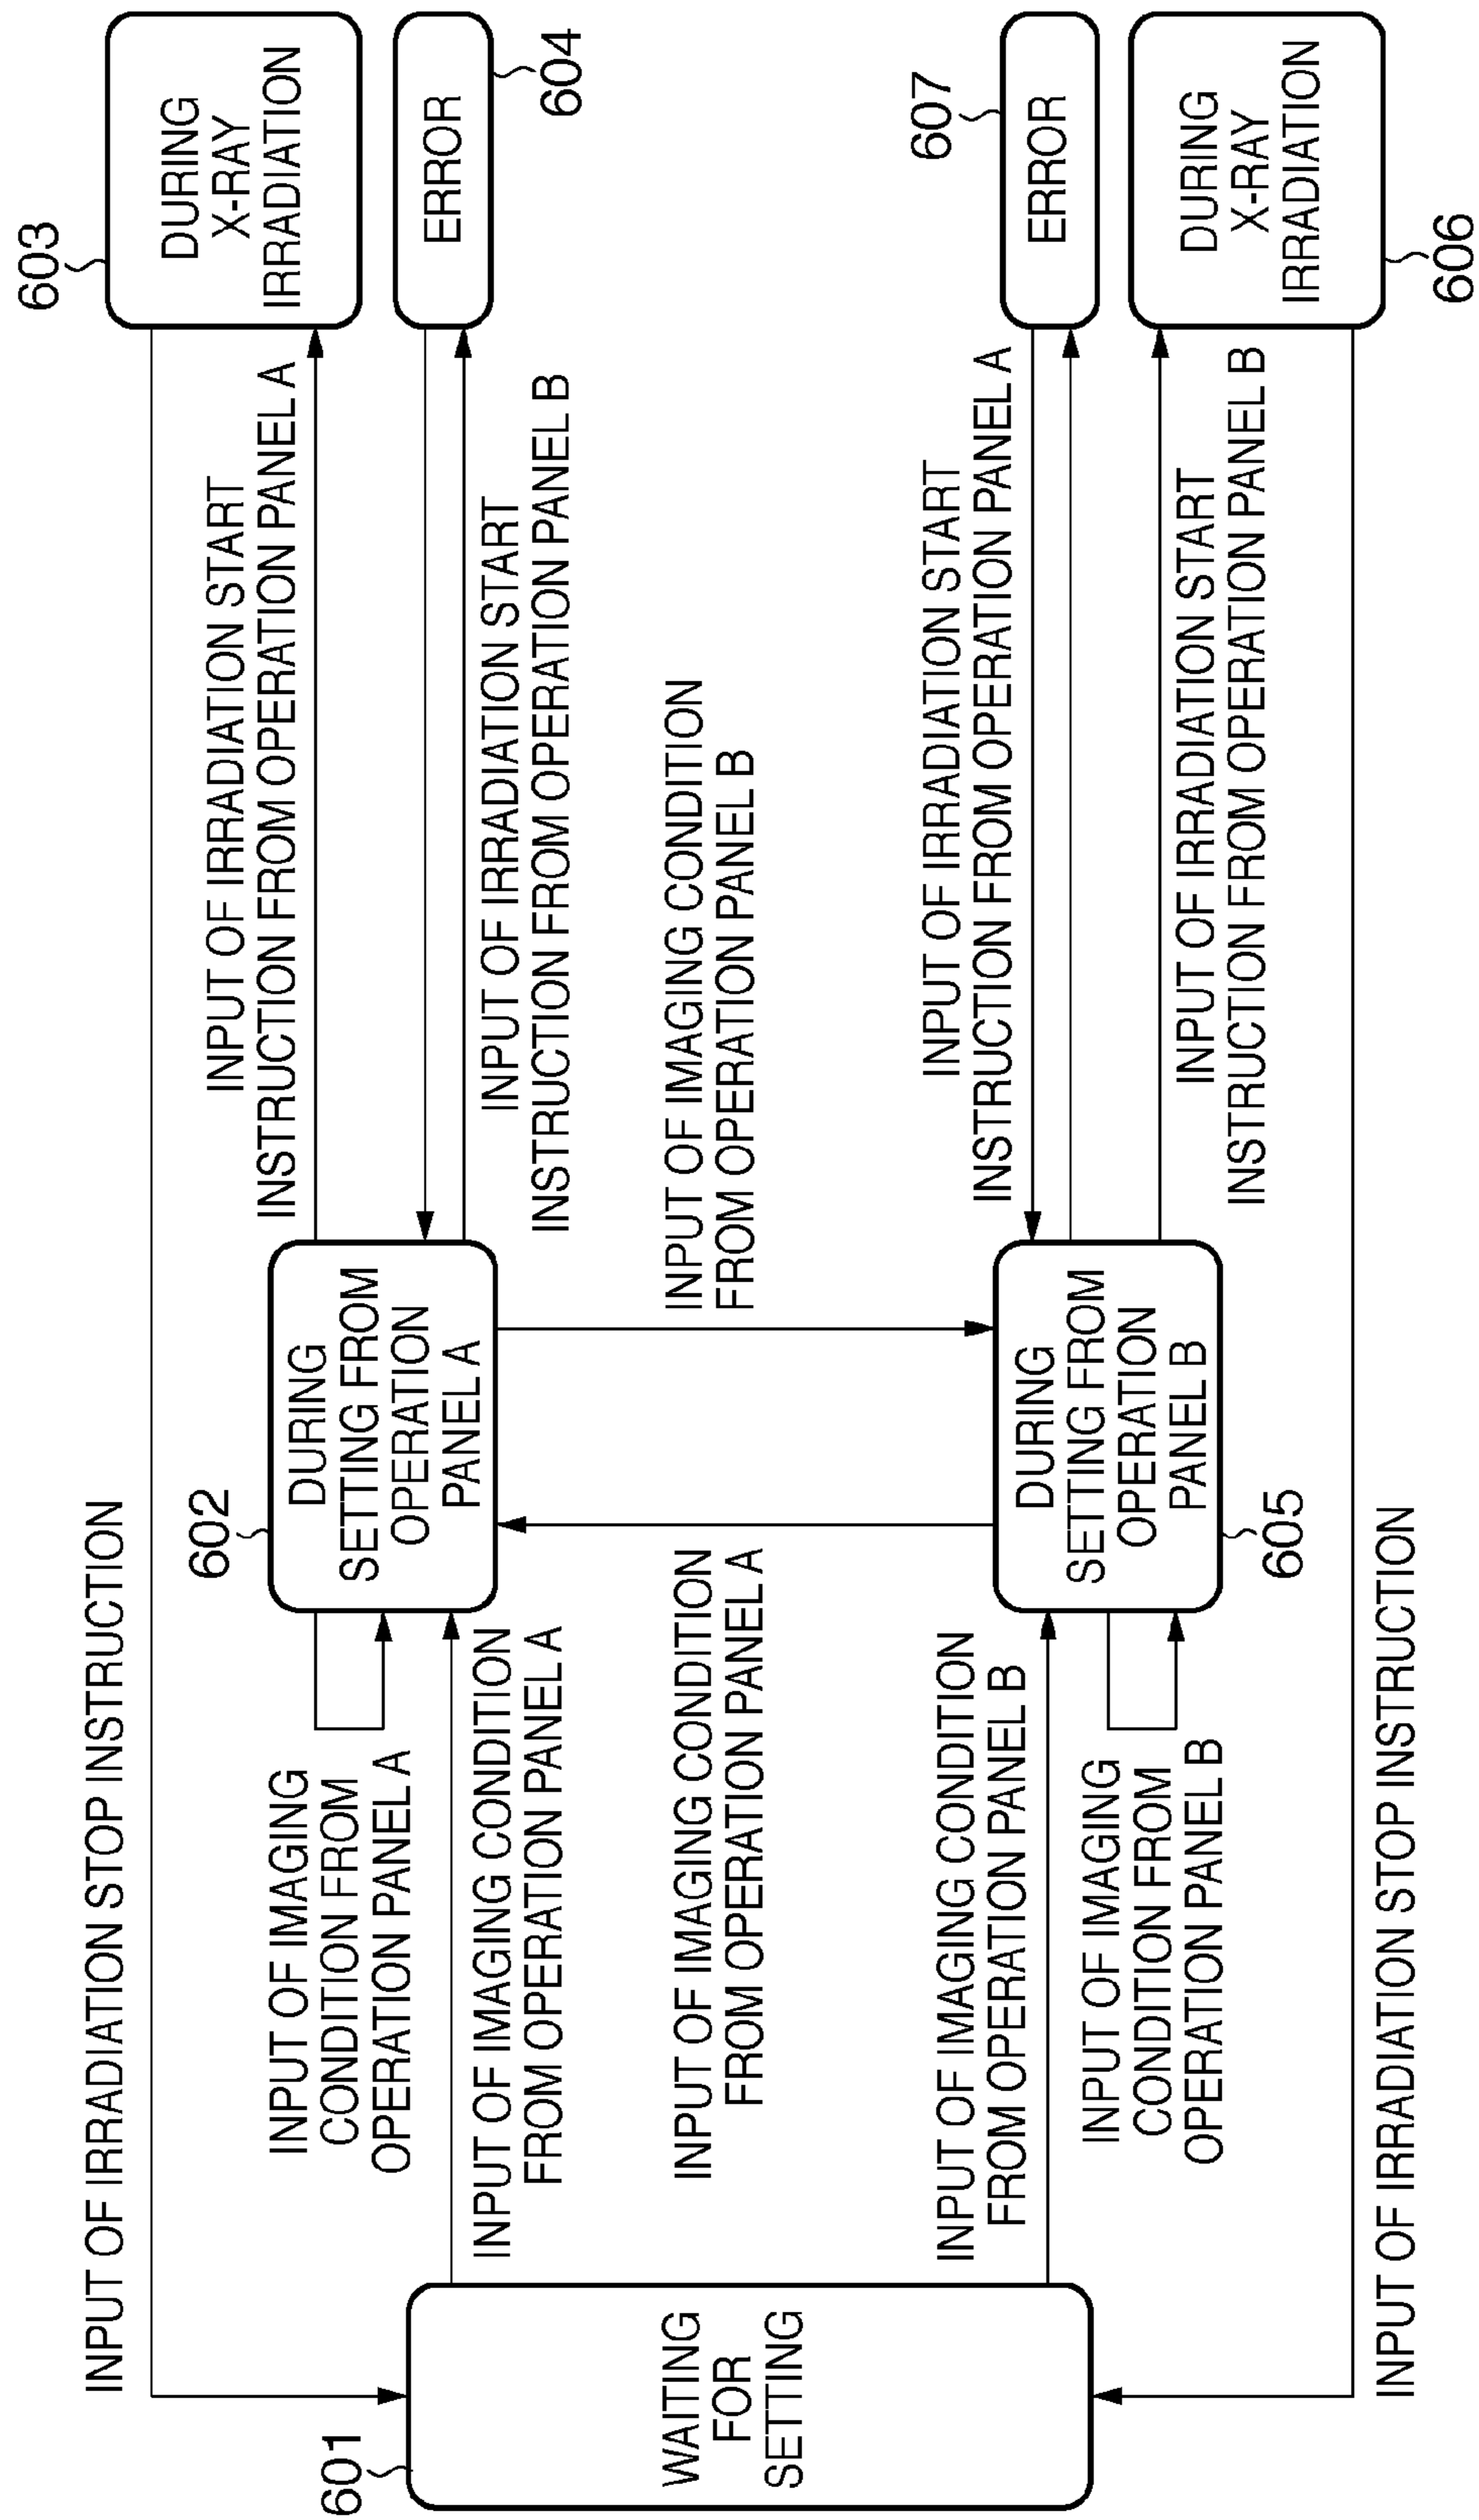 INPUT OF IRRADIATION STOP INSTRUCTION
603
DURING
X-RAY
IRRADIATION
INPUT OF IRRADIATION START
INSTRUCTION FROM OPERATION PANEL A
602
DURING
SETTING FROM
OPERATION
PANEL A
INPUT OF IMAGING
CONDITION FROM
OPERATION PANEL A
ERROR
604
INPUT OF IRRADIATION START
INSTRUCTION FROM OPERATION PANEL B
INPUT OF IMAGING CONDITION
FROM OPERATION PANEL A
601
WAITING
FOR
SETTING
INPUT OF IMAGING CONDITION
FROM OPERATION PANEL A
INPUT OF IMAGING CONDITION
FROM OPERATION PANEL B
INPUT OF IMAGING CONDITION
FROM OPERATION PANEL B
INPUT OF IRRADIATION START
INSTRUCTION FROM OPERATION PANEL A
607
ERROR
DURING
SETTING FROM
OPERATION
PANEL B
605
INPUT OF IMAGING
CONDITION FROM
OPERATION PANEL B
INPUT OF IRRADIATION START
INSTRUCTION FROM OPERATION PANEL B
DURING
X-RAY
IRRADIATION
606
INPUT OF IRRADIATION STOP INSTRUCTION